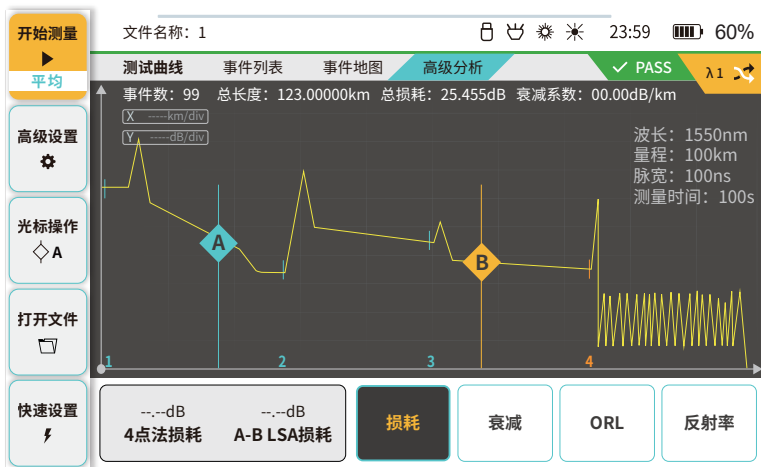 开始测量
平均
文件名称：1
23:59
60%
测试曲线 事件列表 事件地图 高级分析
PASS
λ1
事件数：99 总长度：123.00000km 总损耗：25.455dB 衰减系数：00.00dB/km
X -----km/div
Y -----dB/div
波长：1550nm
量程：100km
脉宽：100ns
测量时间：100s
高级设置
光标操作
A
打开文件
快速设置
A
B
1 2 3 4
--.--dB --.--dB
4点法损耗 A-B LSA损耗
损耗
衰减
ORL
反射率